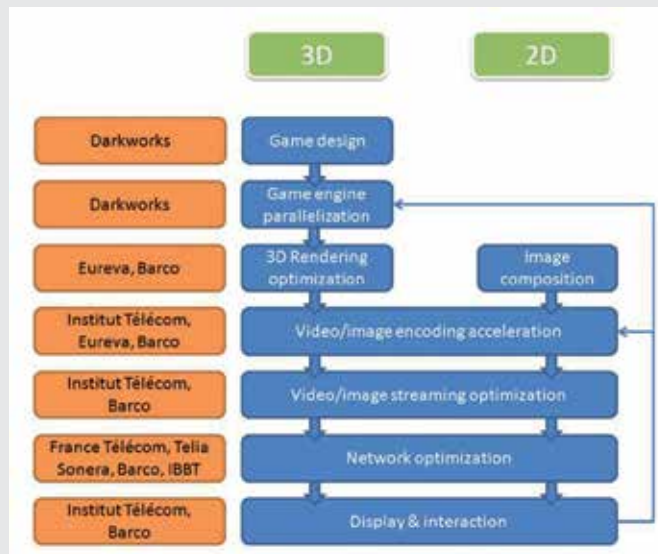 3D
2D
Darkworks
Game design
Darkworks
Game engine
parallelization
Eureva, Barco
3D Rendering
optimization
Image
composition
Institut Télécom,
Eureva, Barco
Video/image encoding acceleration
Institut Télécom,
Barco
Video/image streaming optimization
France Télécom, Telia
Sonera, Barco, IBBT
Network optimization
Institut Télécom,
Barco
Display & interaction